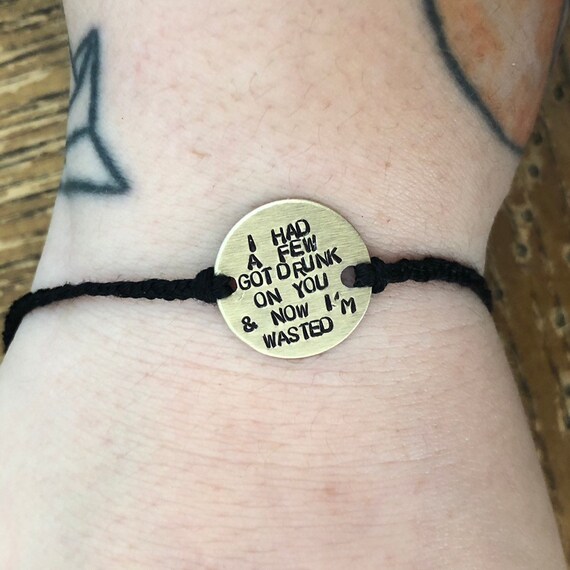 I HAD
A FEW
GOT DRUNK
ON YOU
& NOW I'M
WASTED